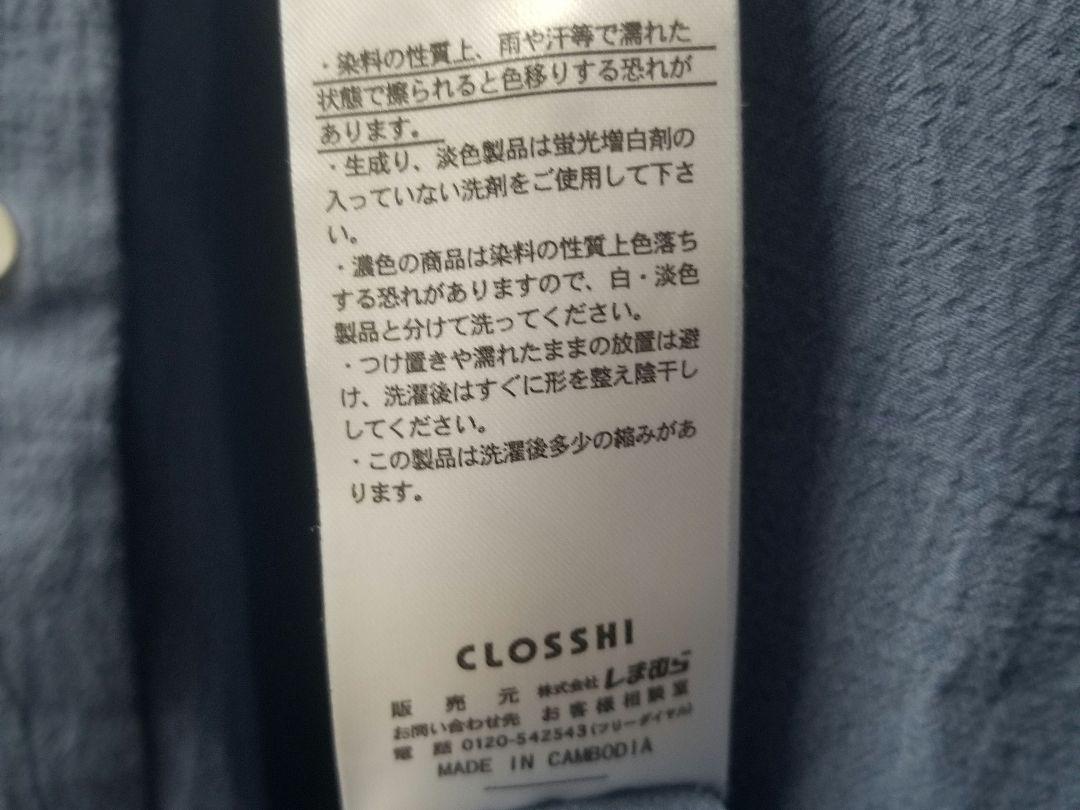 ・染料の性質上、雨や汗等で濡れた
状態で擦られると色移りする恐れが
あります。
・生成り、淡色製品は蛍光増白剤の
入っていない洗剤をご使用して下さ
い。
・濃色の商品は染料の性質上色落ち
する恐れがありますので、白・淡色
製品と分けて洗ってください。
・つけ置きや濡れたままの放置は避
け、洗濯後はすぐに形を整え陰干し
してください。
・この製品は洗濯後多少の縮みがあ
ります。
CLOSSHI
販売元 株式会社しまむら
お問い合わせ先 お客様相談室
電話 0120-542543(フリーダイヤル)
MADE IN CAMBODIA